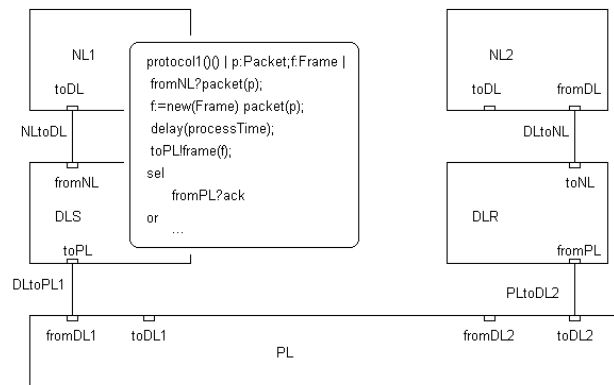 NL1
toDL
NLtoDL
fromNL
DLS
toPL
DLtoPL1
protocol1()() | p:Packet;f:Frame |
fromNL?packet(p);
f:=new(Frame) packet(p);
delay(processTime);
toPL!frame(f);
sel
fromPL?ack
or
...
NL2
toDL fromDL
DLtoNL
toNL
DLR
fromPL
PLtoDL2
fromDL1 toDL1 fromDL2 toDL2
PL